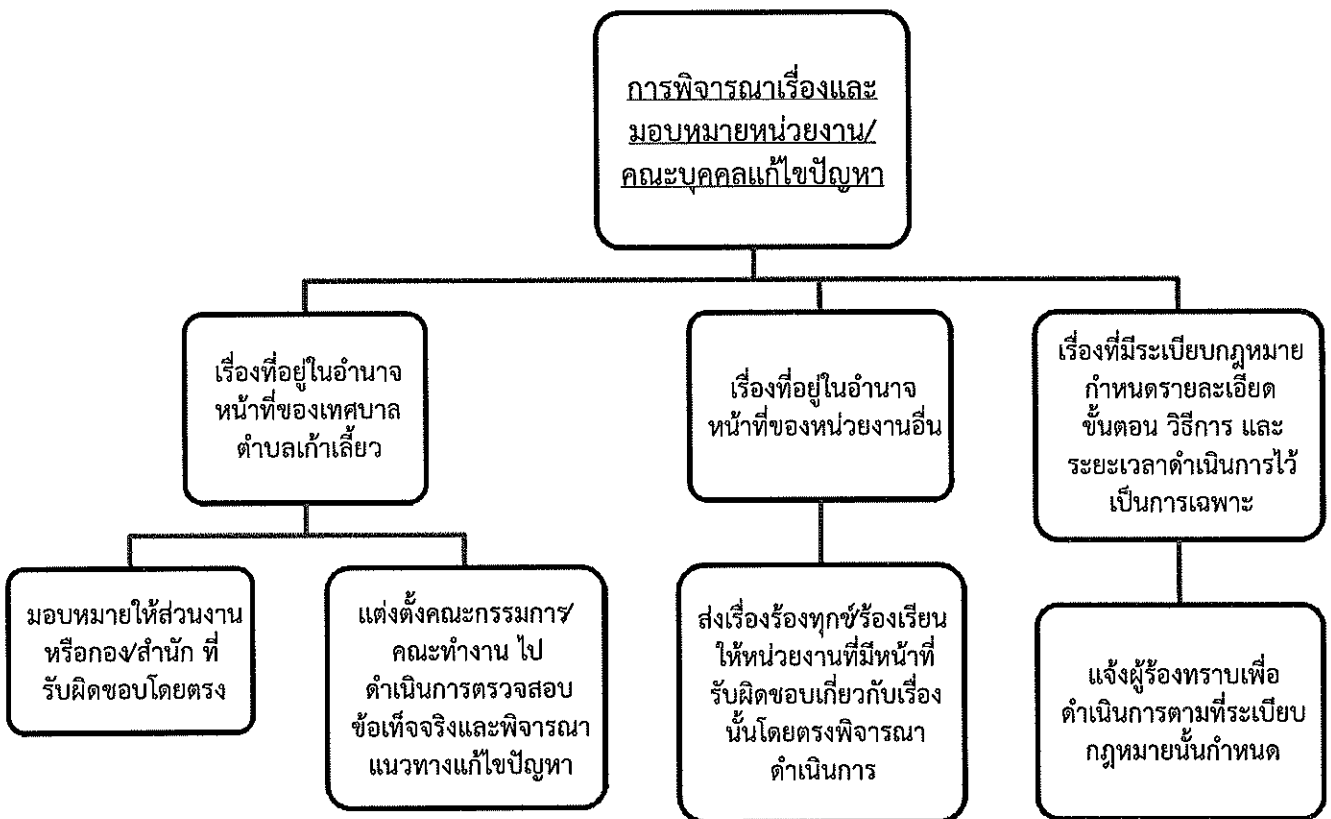 การพิจารณาเรื่องและ
มอบหมายหน่วยงาน/
คณะบุคคลแก้ไขปัญหา
เรื่องที่อยู่ในอำนาจ
หน้าที่ของเทศบาล
ตำบลเก้าเลี้ยว
เรื่องที่อยู่ในอำนาจ
หน้าที่ของหน่วยงานอื่น
เรื่องที่มีระเบียบกฎหมาย
กำหนดรายละเอียด
ขั้นตอน วิธีการ และ
ระยะเวลาดำเนินการไว้
เป็นการเฉพาะ
มอบหมายให้ส่วนงาน
หรือกอง/สำนัก ที่
รับผิดชอบโดยตรง
แต่งตั้งคณะกรรมการ/
คณะทำงาน ไป
ดำเนินการตรวจสอบ
ข้อเท็จจริงและพิจารณา
แนวทางแก้ไขปัญหา
ส่งเรื่องร้องทุกข์/ร้องเรียน
ให้หน่วยงานที่มีหน้าที่
รับผิดชอบเกี่ยวกับเรื่อง
นั้นโดยตรงพิจารณา
ดำเนินการ
แจ้งผู้ร้องทราบเพื่อ
ดำเนินการตามที่ระเบียบ
กฎหมายนั้นกำหนด